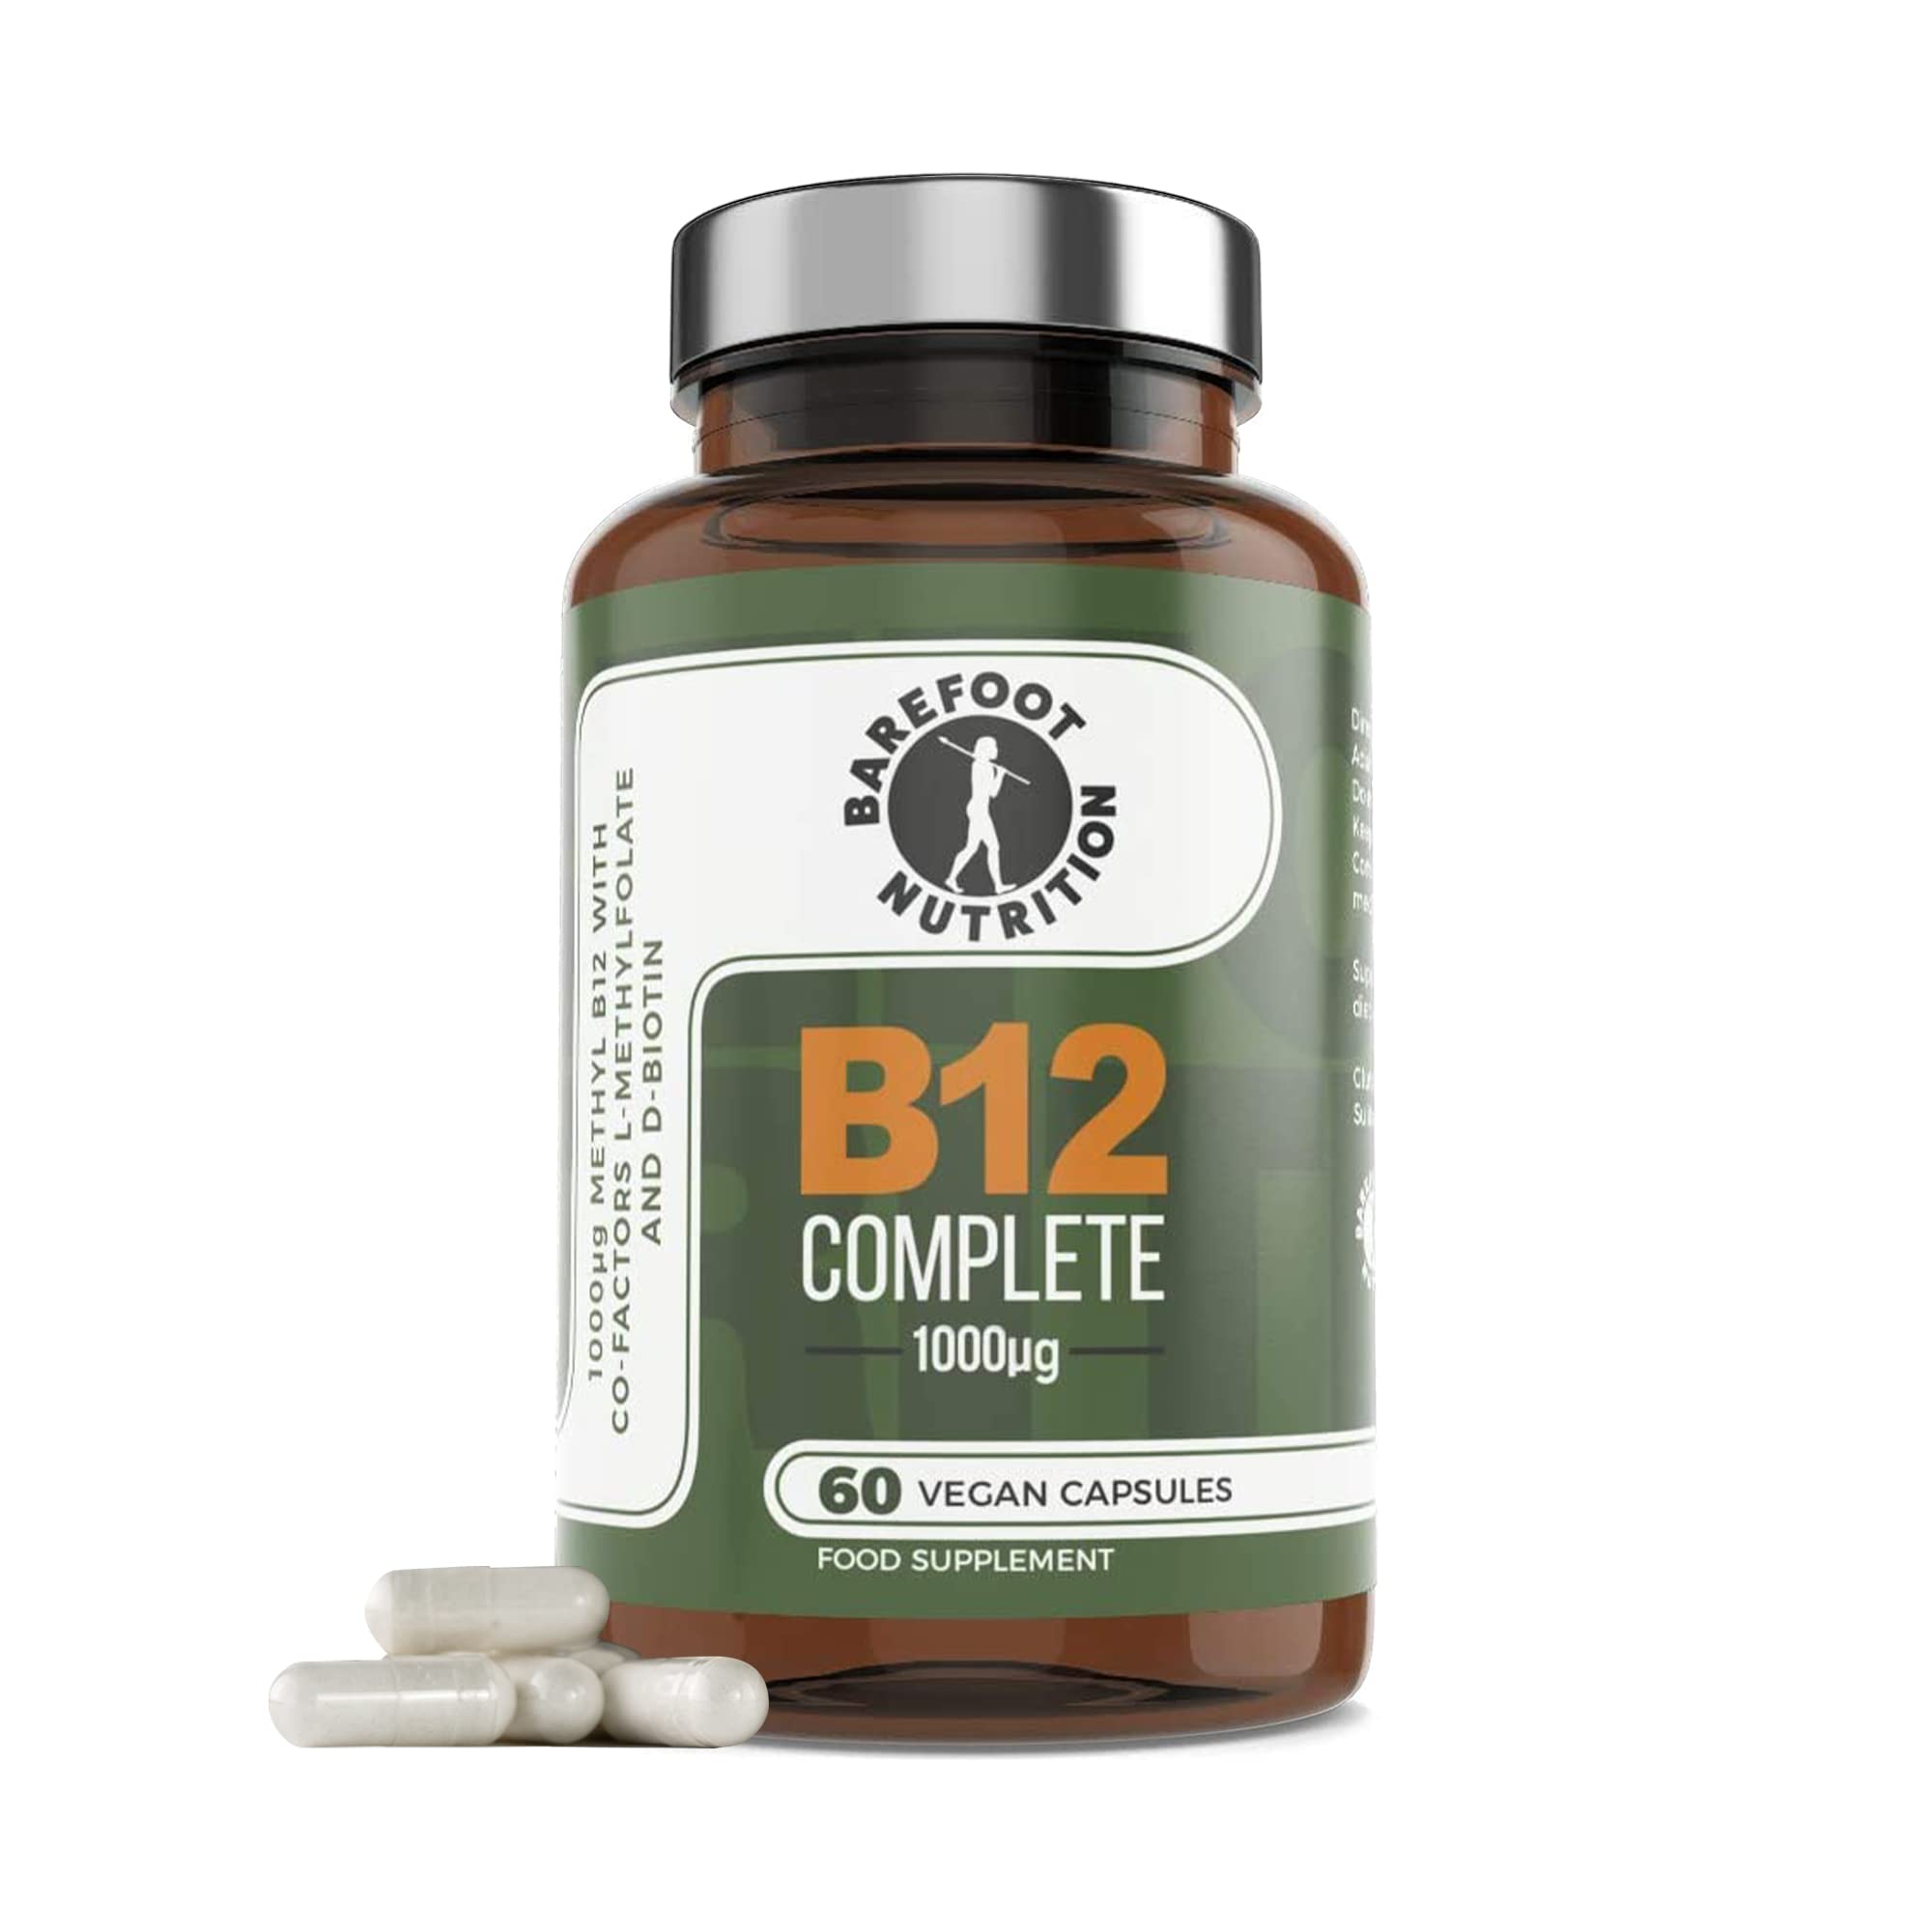 BAREFOOT
NUTRITION
1000µg METHYL B12 WITH
CO-FACTORS L-METHYLFOLATE
AND D-BIOTIN
B12
COMPLETE
1000µg
60 VEGAN CAPSULES
FOOD SUPPLEMENT